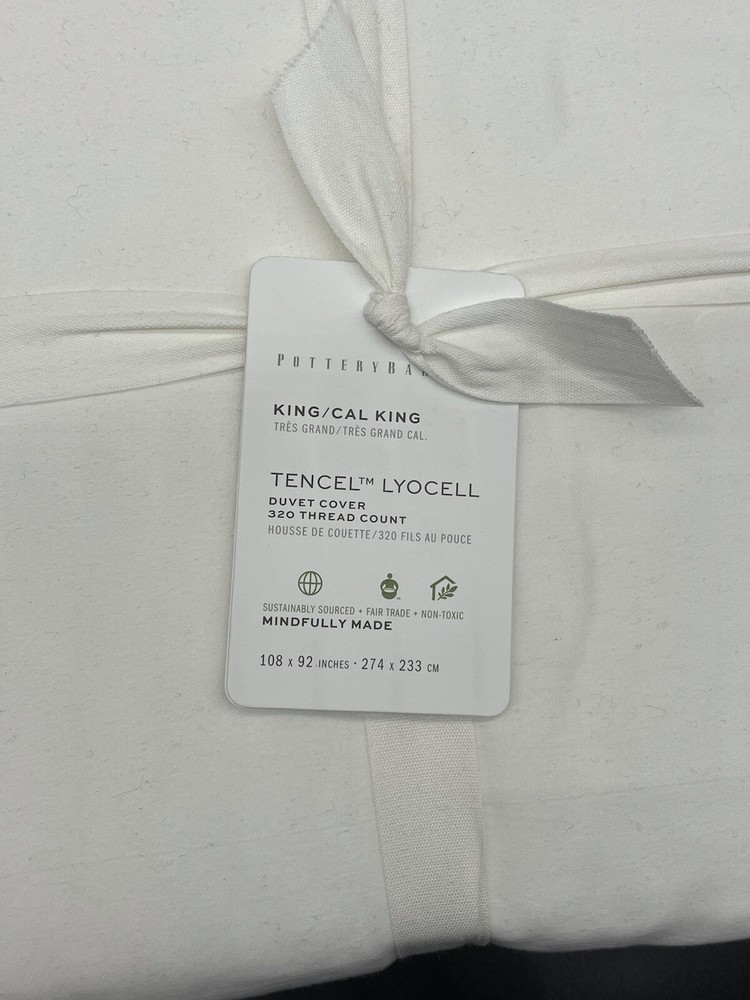 POTTERYBA
KING/CAL KING
TRÈS GRAND/TRÈS GRAND CAL.
TENCEL™ LYOCELL
DUVET COVER
320 THREAD COUNT
HOUSSE DE COUETTE/320 FILS AU POUCE
SUSTAINABLY SOURCED + FAIR TRADE + NON-TOXIC
MINDFULLY MADE
108 x 92 INCHES · 274 x 233 CM